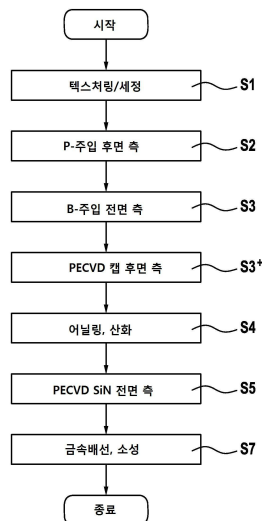 시작
텍스처링/세정 S1
P-주입 후면 측 S2
B-주입 전면 측 S3
PECVD 캡 후면 측 S3+
어닐링, 산화 S4
PECVD SiN 전면 측 S5
금속배선, 소성 S7
종료